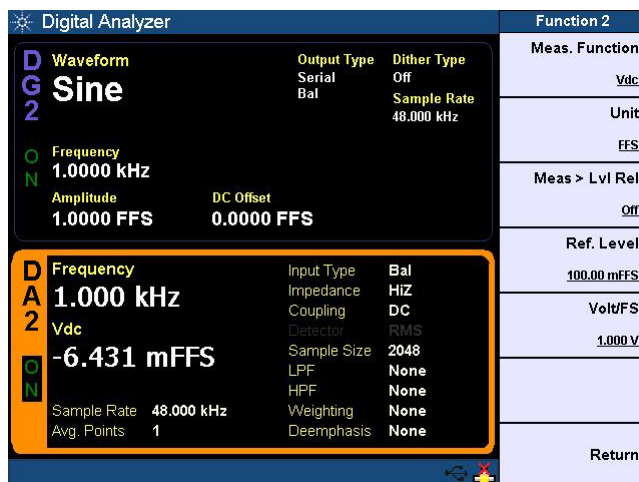 Digital Analyzer
DG2
ON
Waveform
Sine
Output Type
Serial
Bal
Dither Type
Off
Sample Rate
48.000 kHz
Frequency
1.0000 kHz
Amplitude
1.0000 FFS
DC Offset
0.0000 FFS
DA2
ON
Frequency
1.000 kHz
Vdc
-6.431 mFFS
Sample Rate 48.000 kHz
Avg. Points 1
Input Type Bal
Impedance HiZ
Coupling DC
Detector RMS
Sample Size 2048
LPF None
HPF None
Weighting None
Deemphasis None
Function 2
Meas. Function
Vdc
Unit
FFS
Meas > Lvl Rel
Off
Ref. Level
100.00 mFFS
Volt/FS
1.000 V
Return